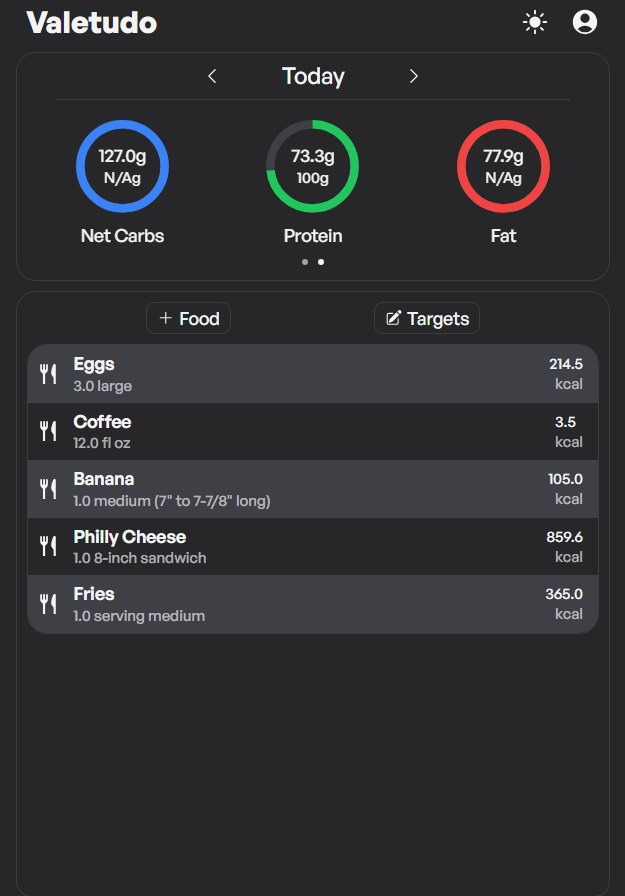 Valetudo
Today
127.0g
N/Ag
Net Carbs
73.3g
100g
Protein
77.9g
N/Ag
Fat
+ Food
Targets
Eggs
3.0 large
214.5
kcal
Coffee
12.0 fl oz
3.5
kcal
Banana
1.0 medium (7" to 7-7/8" long)
105.0
kcal
Philly Cheese
1.0 8-inch sandwich
859.6
kcal
Fries
1.0 serving medium
365.0
kcal